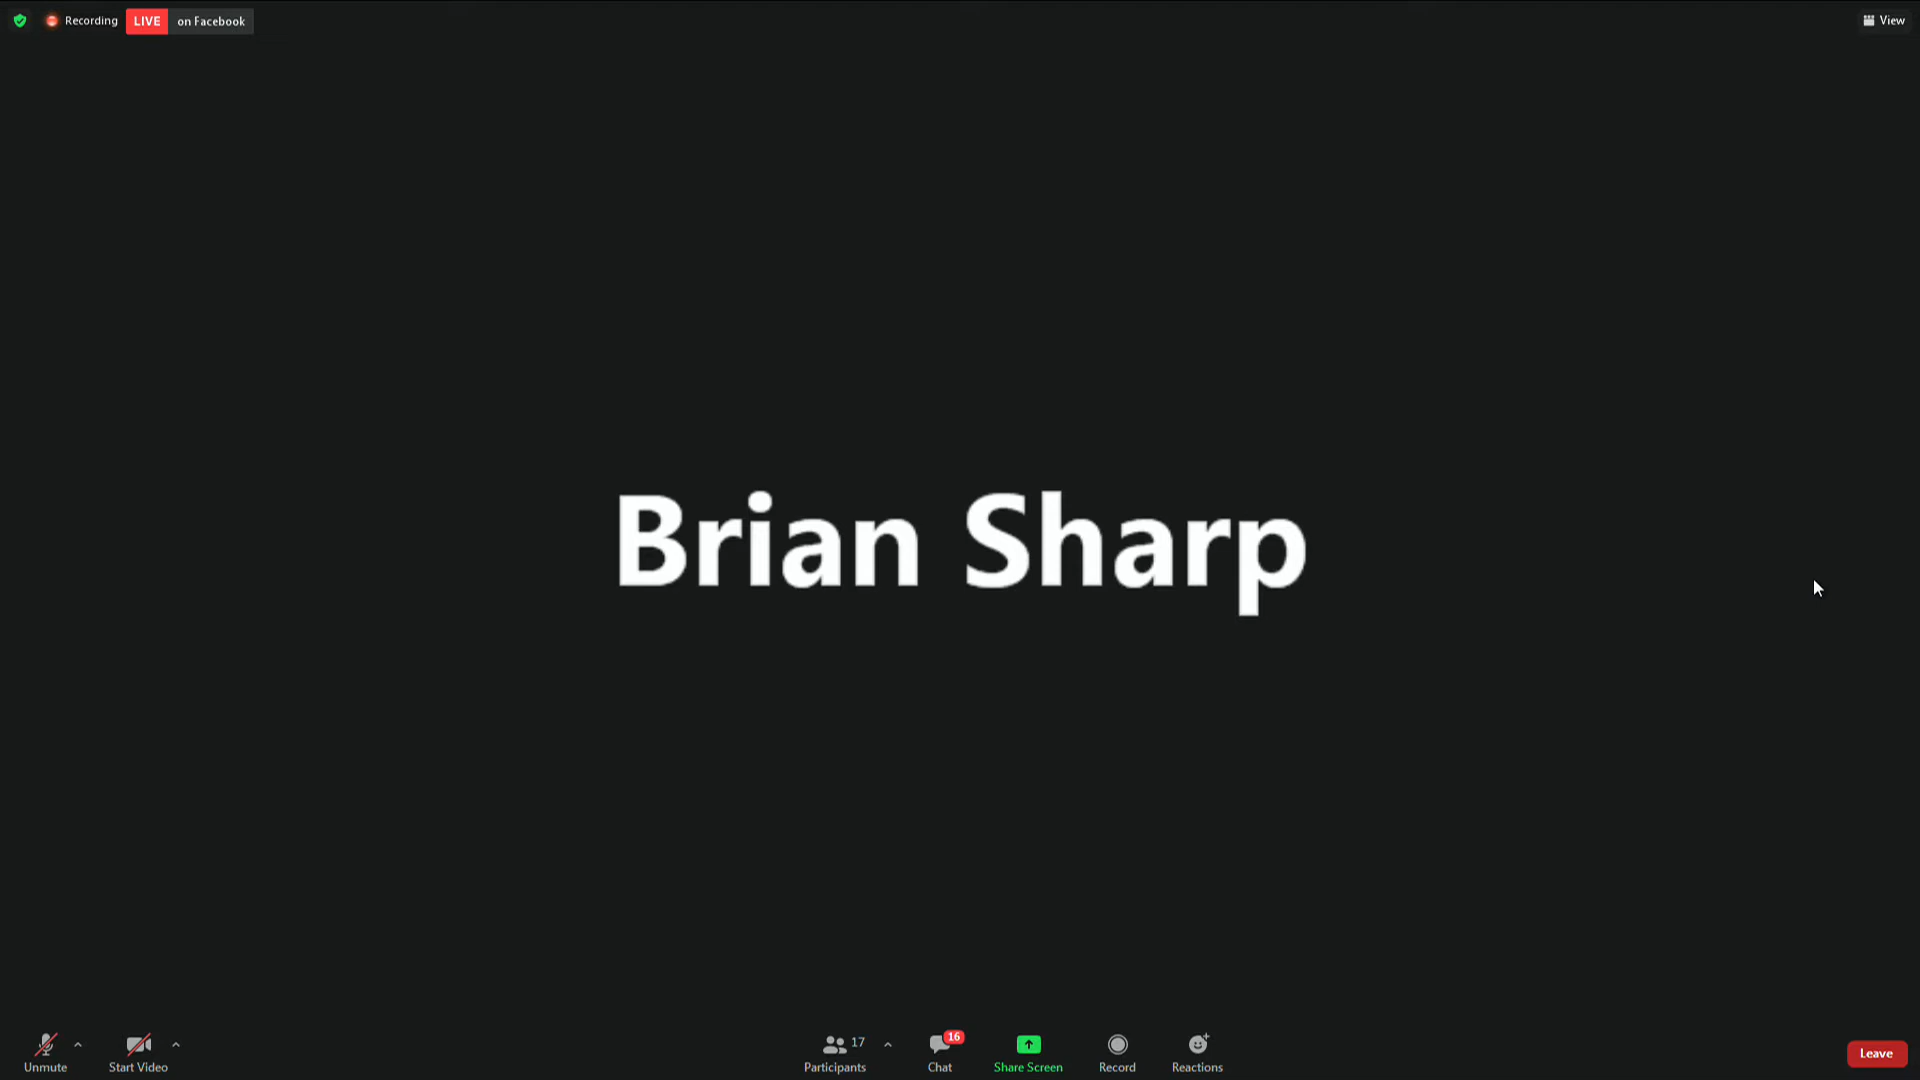 Recording LIVE on Facebook
View
Brian Sharp
Unmute
Start Video
17
Participants
16
Chat
Share Screen
Record
Reactions
Leave